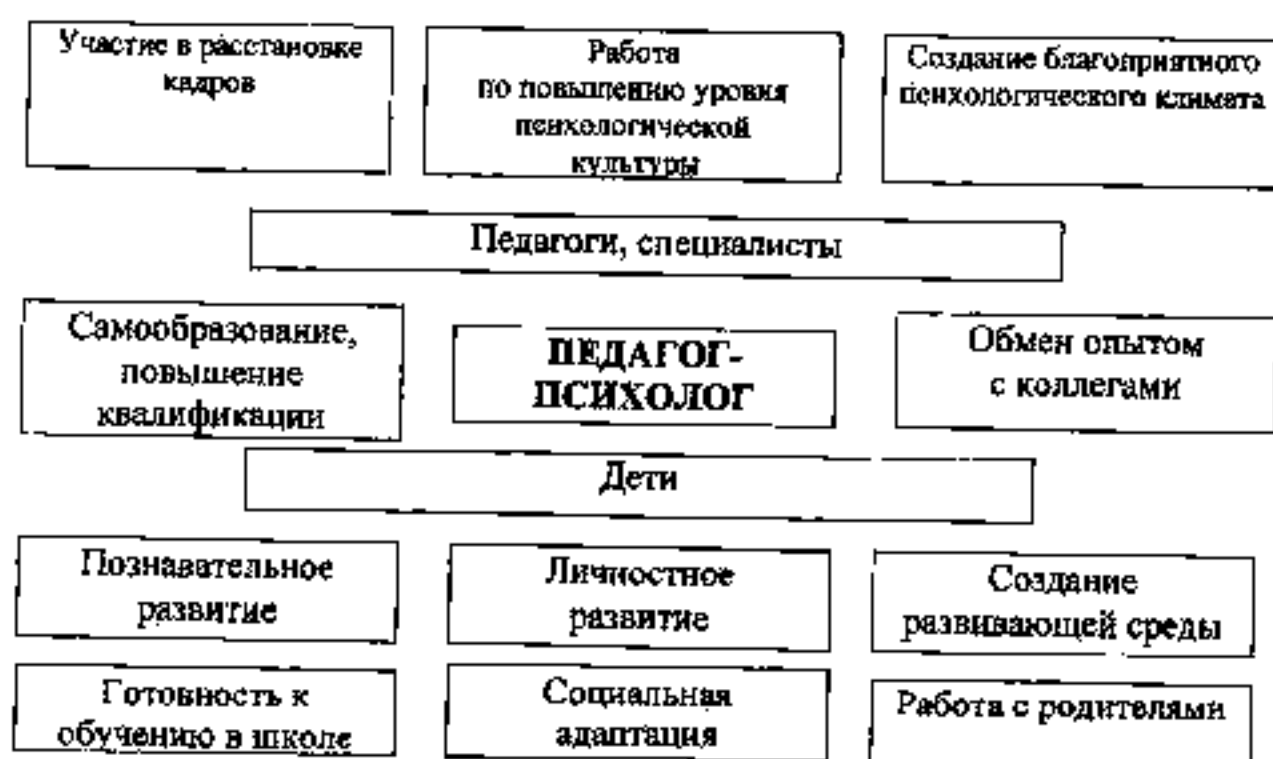 Участие в расстановке
кадров
Работа
по повышению уровня
психологической
культуры
Создание благоприятного
психологического климата
Педагоги, специалисты
Самообразование,
повышение
квалификации
ПЕДАГОГ-
ПСИХОЛОГ
Обмен опытом
с коллегами
Дети
Познавательное
развитие
Личностное
развитие
Создание
развивающей среды
Готовность к
обучению в школе
Социальная
адаптация
Работа с родителями